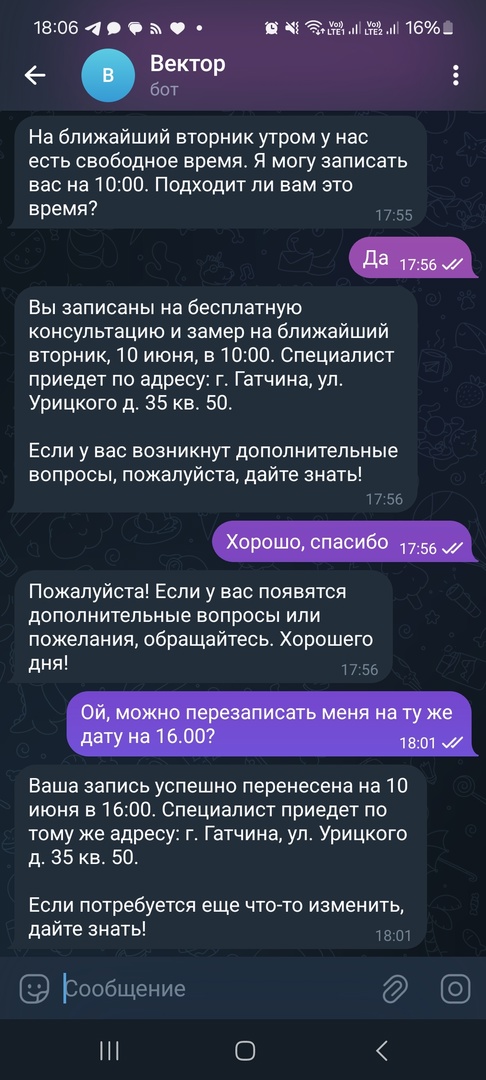 18:06
Vo)) LTE1 Vo)) LTE2 16%
В
Вектор
бот
На ближайший вторник утром у нас
есть свободное время. Я могу записать
вас на 10:00. Подходит ли вам это
время?
17:55
Да 17:56
Вы записаны на бесплатную
консультацию и замер на ближайший
вторник, 10 июня, в 10:00. Специалист
приедет по адресу: г. Гатчина, ул.
Урицкого д. 35 кв. 50.
Если у вас возникнут дополнительные
вопросы, пожалуйста, дайте знать!
17:56
Хорошо, спасибо 17:56
Пожалуйста! Если у вас появятся
дополнительные вопросы или
пожелания, обращайтесь. Хорошего
дня!
17:56
Ой, можно перезаписать меня на ту же
дату на 16.00?
18:01
Ваша запись успешно перенесена на 10
июня в 16:00. Специалист приедет по
тому же адресу: г. Гатчина, ул. Урицкого
д. 35 кв. 50.
Если потребуется еще что-то изменить,
дайте знать!
18:01
Сообщение